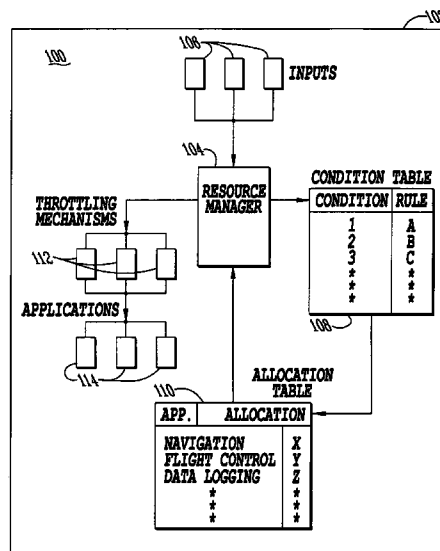 102
100
106
INPUTS
104
RESOURCE
MANAGER
CONDITION TABLE
CONDITION RULE
1 A
2 B
3 C
* *
* *
* *
108
THROTTLING
MECHANISMS
112
APPLICATIONS
114
110
ALLOCATION
TABLE
APP. ALLOCATION
NAVIGATION X
FLIGHT CONTROL Y
DATA LOGGING Z
* *
* *
* *